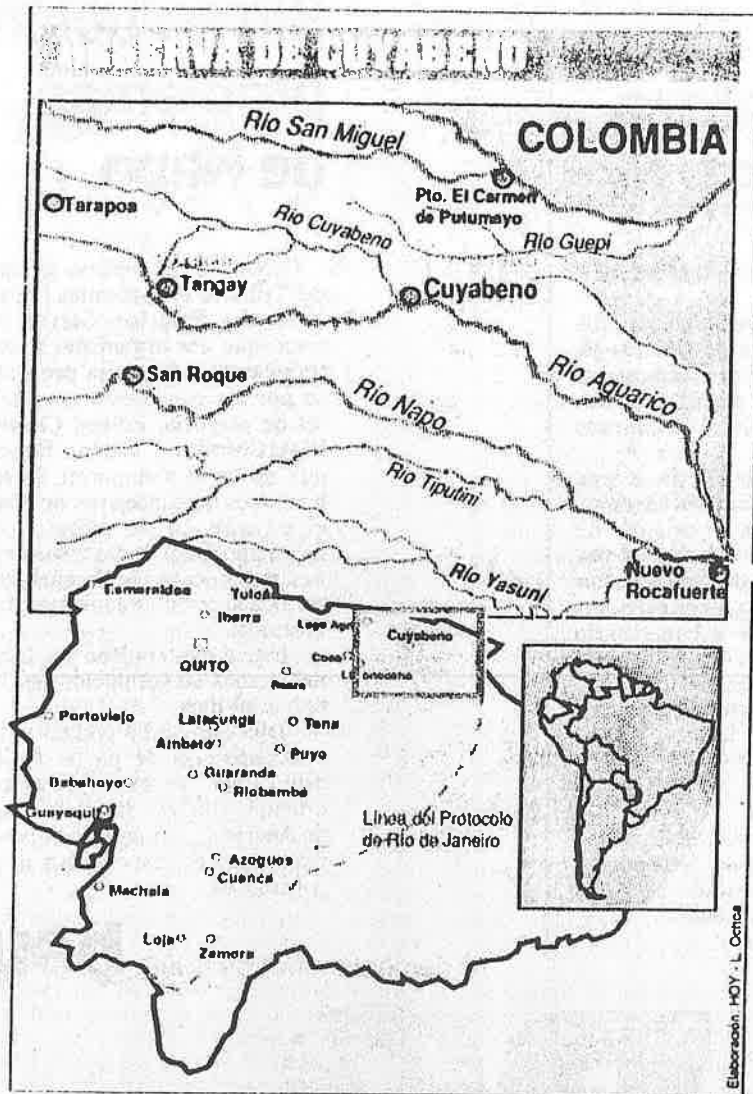 RESERVA DE CUYABENO
COLOMBIA
Río San Miguel
Pto. El Carmen
de Putumayo
Tarapoa
Río Cuyabeno
Río Guepi
Tangay
Cuyabeno
San Roque
Río Aguarico
Río Napo
Río Tiputini
Río Yasuní
Nuevo
Rocafuerte
Esmeraldas
Tulcán
Ibarra
Lago Agrio
Cuyabeno
QUITO
Coca
Baeza
Portoviejo
Latacunga
Tena
Ambato
Puyo
Babahoyo
Guaranda
Riobamba
Guayaquil
Línea del Protocolo
de Río de Janeiro
Azogues
Cuenca
Machala
Loja
Zamora
Elaboración: HOY - L. Ochoa